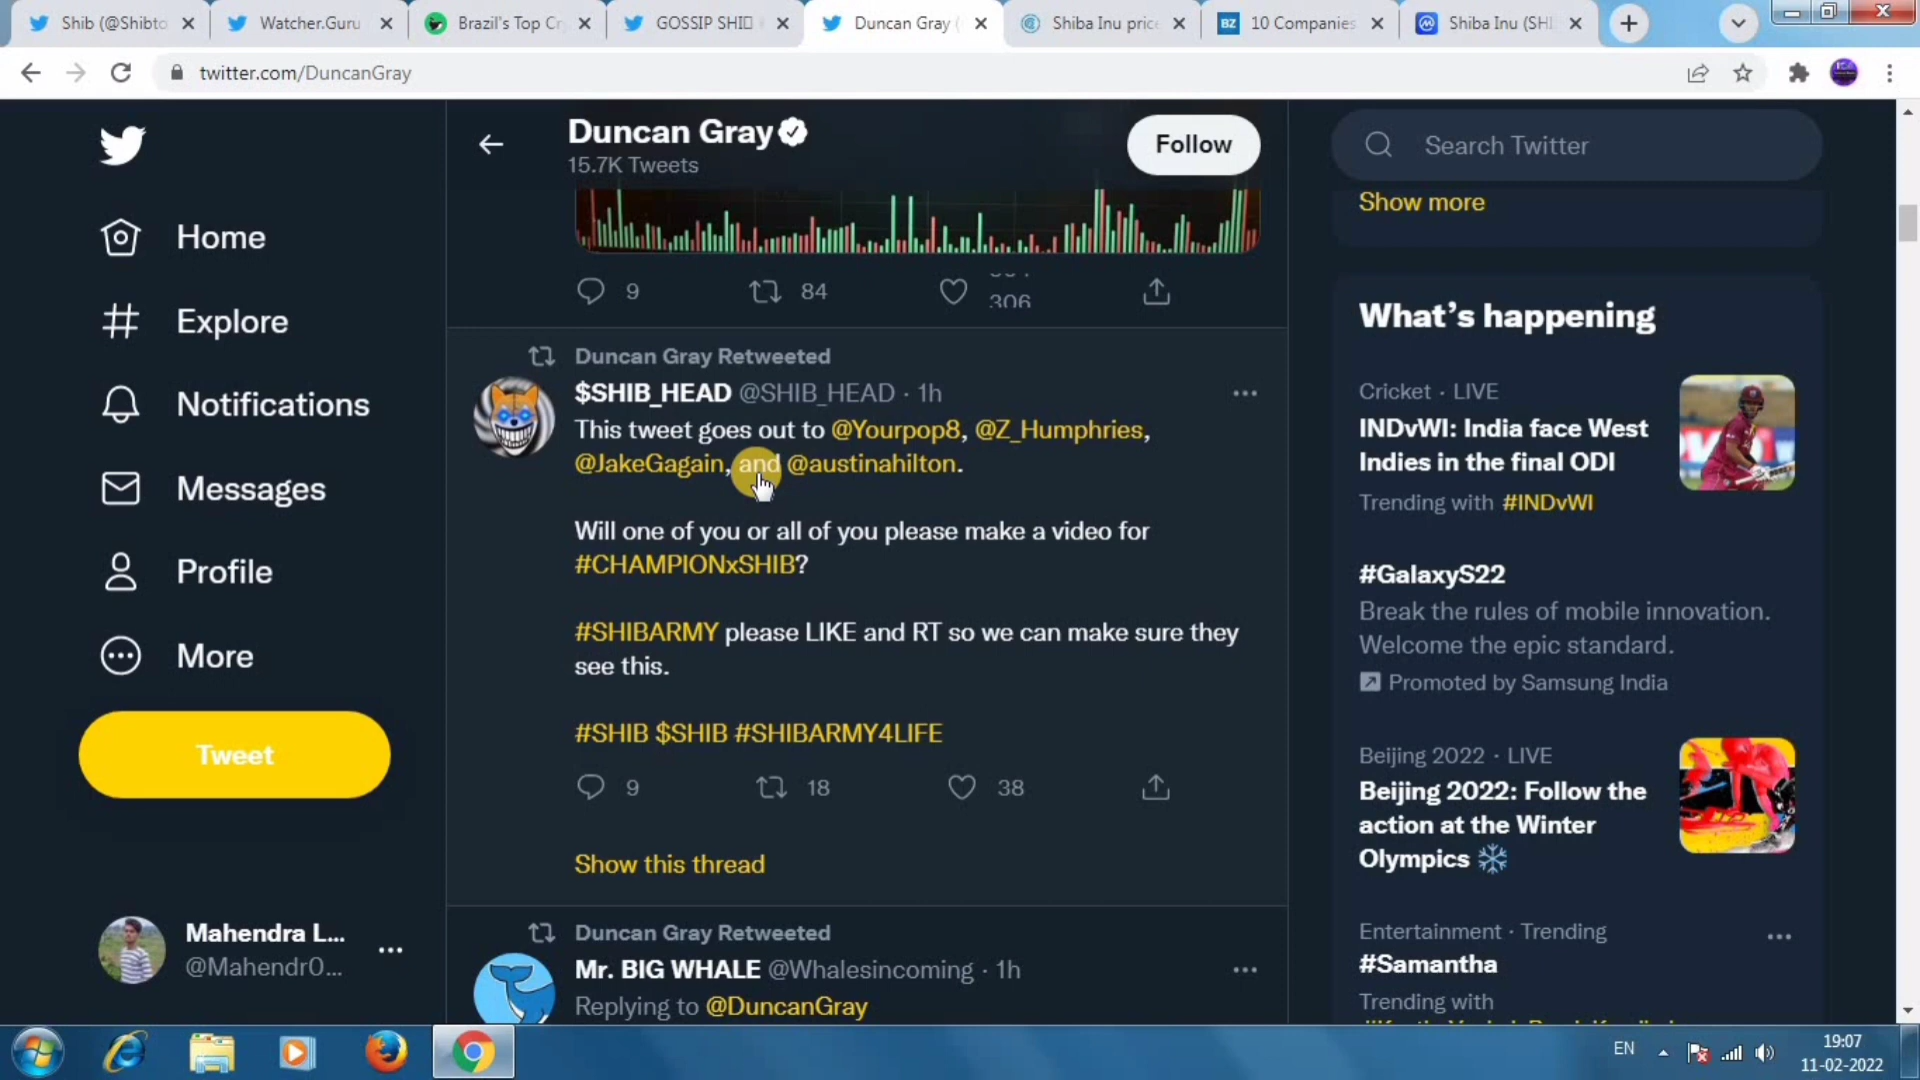 Shib (@Shibto
Watcher.Guru
Brazil's Top Cr
GOSSIP SHIB
Duncan Gray (
Shiba Inu price
BZ 10 Companies
Shiba Inu (SHI
twitter.com/DuncanGray
Duncan Gray
15.7K Tweets
Follow
Search Twitter
Home
Explore
Notifications
Messages
Profile
More
Tweet
Mahendra L...
@Mahendr0...
9 84 306
Duncan Gray Retweeted
$SHIB_HEAD @SHIB_HEAD · 1h
This tweet goes out to @Yourpop8, @Z_Humphries,
@JakeGagain, and @austinahilton.
Will one of you or all of you please make a video for
#CHAMPIONxSHIB?
#SHIBARMY please LIKE and RT so we can make sure they
see this.
#SHIB $SHIB #SHIBARMY4LIFE
9 18 38
Show this thread
Duncan Gray Retweeted
Mr. BIG WHALE @Whalesincoming · 1h
Replying to @DuncanGray
Show more
What's happening
Cricket · LIVE
INDvWI: India face West
Indies in the final ODI
Trending with #INDvWI
#GalaxyS22
Break the rules of mobile innovation.
Welcome the epic standard.
Promoted by Samsung India
Beijing 2022 · LIVE
Beijing 2022: Follow the
action at the Winter
Olympics
Entertainment · Trending
#Samantha
Trending with
EN
19:07
11-02-2022